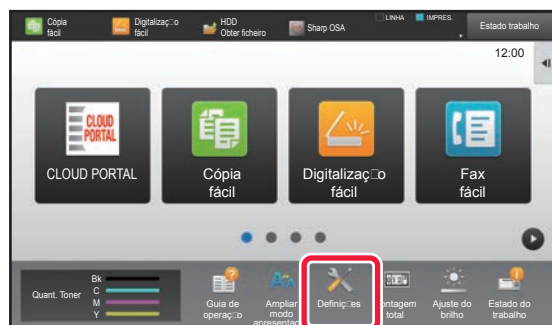 Cópia
fácil
Digitalizaç□o
fácil
HDD
Obter ficheiro
Sharp OSA
LINHA
IMPRES.
Estado trabalho
12:00
CLOUD
PORTAL
CLOUD PORTAL
Cópia
fácil
Digitalizaç□o
fácil
Fax
fácil
Quant. Toner
Bk
C
M
Y
Guia de
operaç□o
Ampliar
modo
apresentaç
Definiç□es
ontagem
total
Ajuste do
brilho
Estado do
trabalho